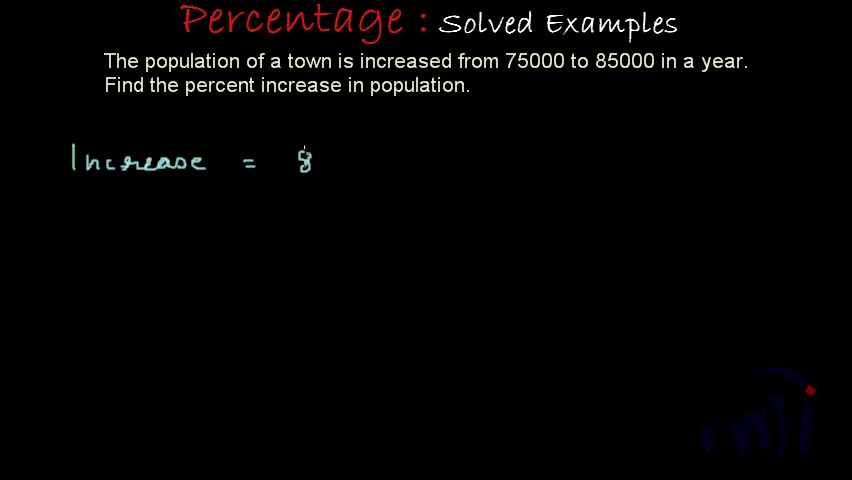 Percentage : Solved Examples
The population of a town is increased from 75000 to 85000 in a year.
Find the percent increase in population.
Increase = 8
rmi